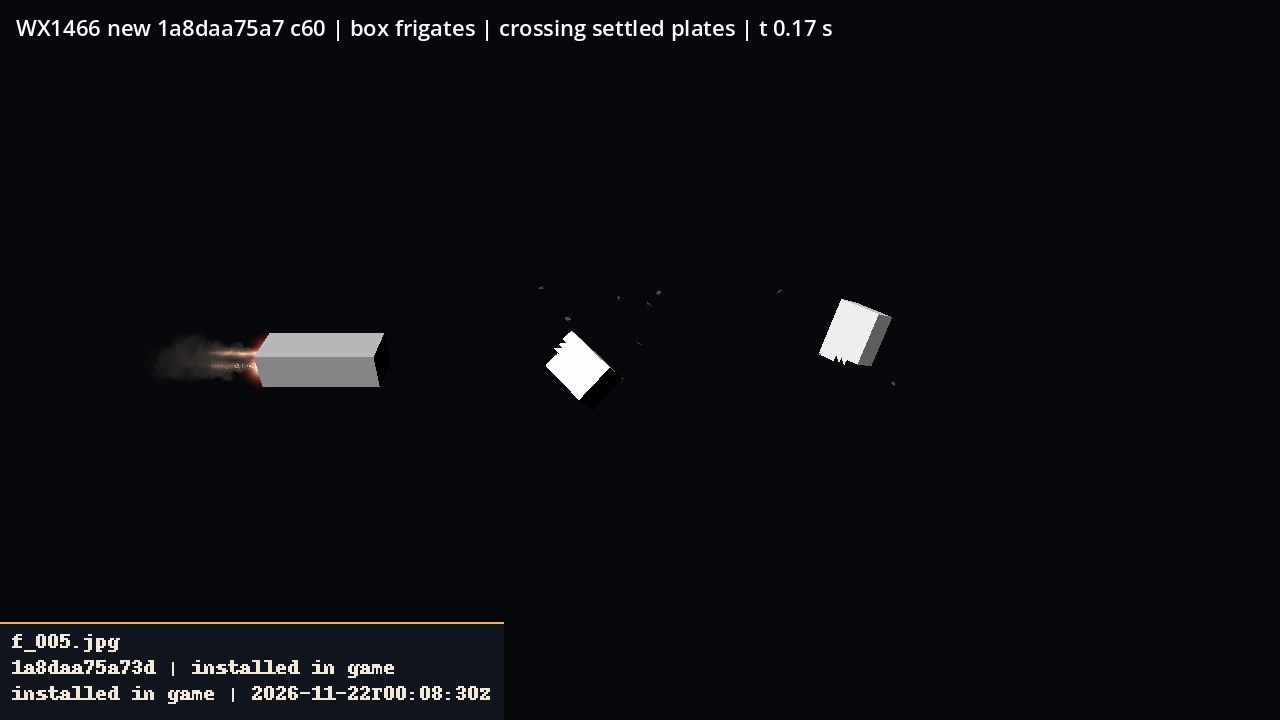 WX1466 new 1a8daa75a7 c60 | box frigates | crossing settled plates | t 0.17 s
f_005.jpg
1a8daa75a73d | installed in game
installed in game | 2026-11-22T00:08:30Z